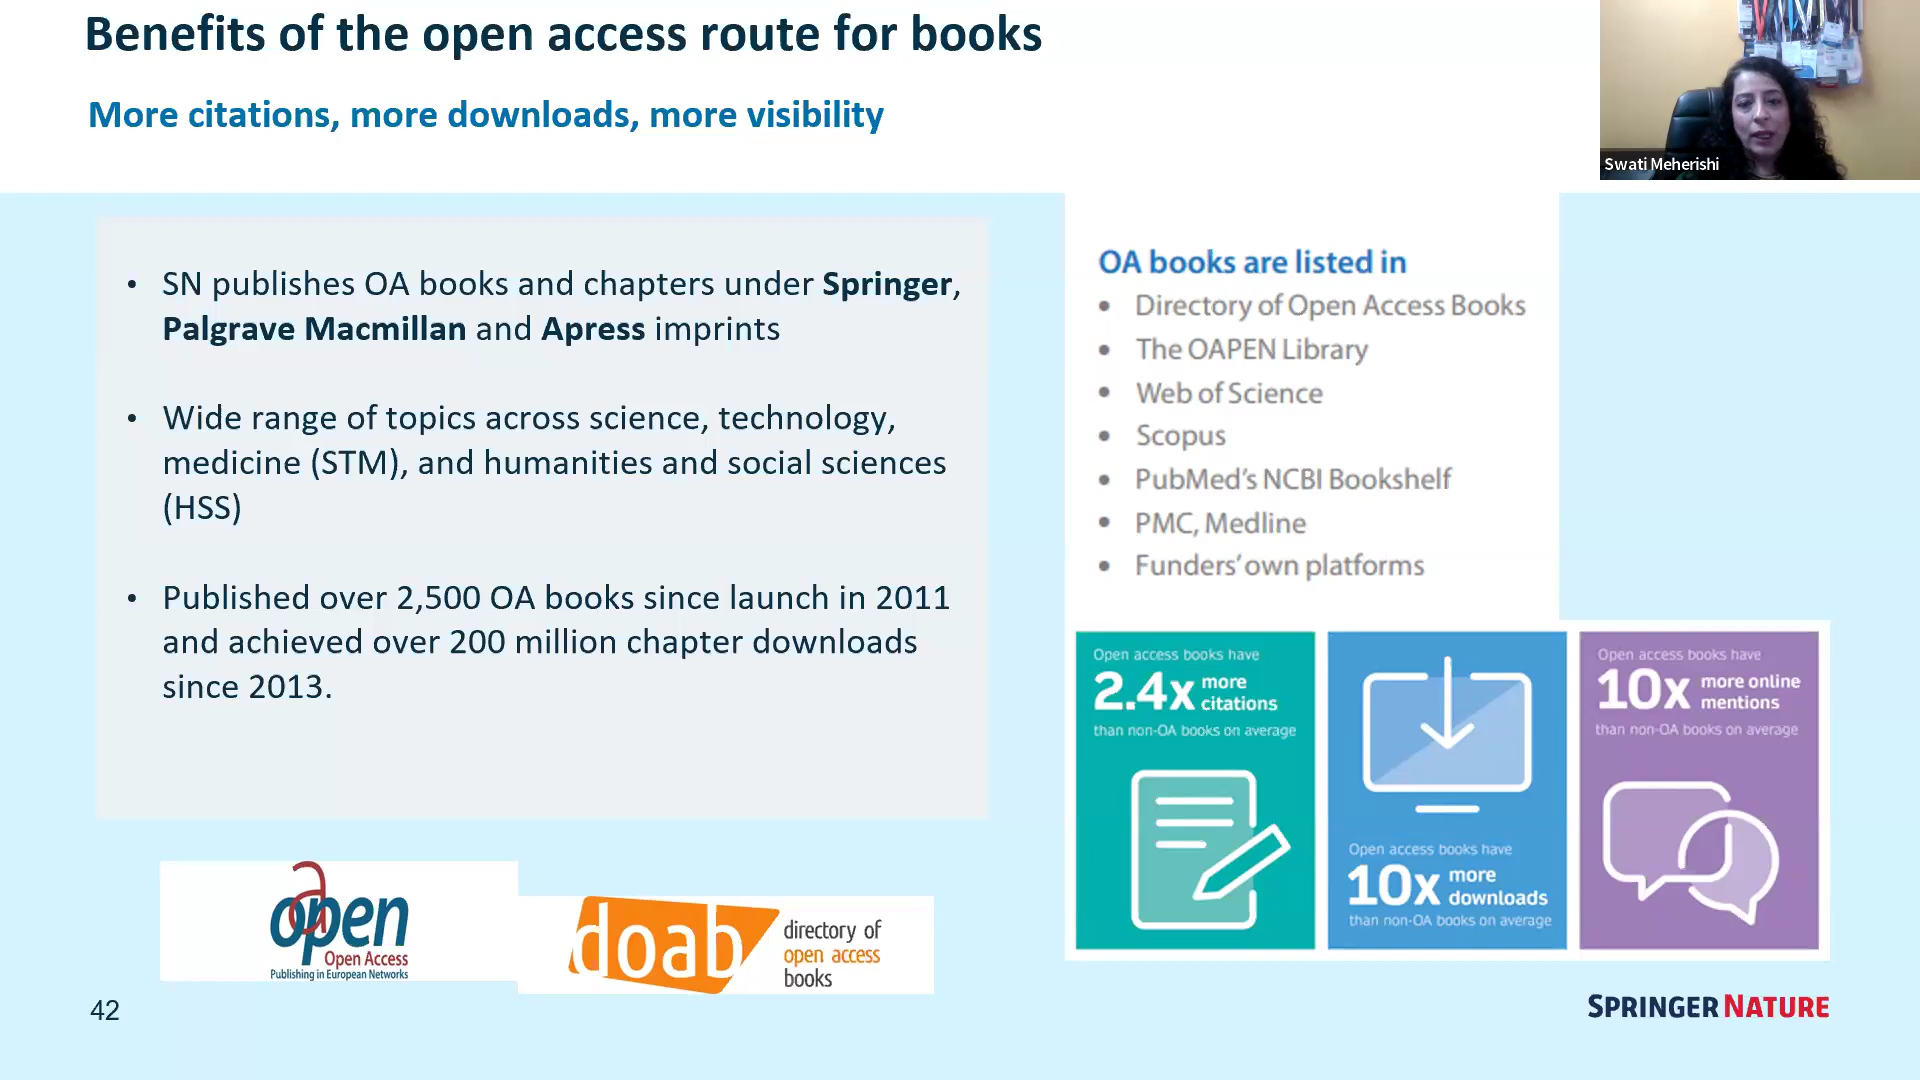 Benefits of the open access route for books
More citations, more downloads, more visibility
Swati Meherishi
• SN publishes OA books and chapters under Springer,
Palgrave Macmillan and Apress imprints
• Wide range of topics across science, technology,
medicine (STM), and humanities and social sciences
(HSS)
• Published over 2,500 OA books since launch in 2011
and achieved over 200 million chapter downloads
since 2013.
OA books are listed in
• Directory of Open Access Books
• The OAPEN Library
• Web of Science
• Scopus
• PubMed's NCBI Bookshelf
• PMC, Medline
• Funders' own platforms
Open access books have
2.4x more citations
than non-OA books on average
Open access books have
10x more downloads
than non-OA books on average
Open access books have
10x more online mentions
than non-OA books on average
oapen
Open Access
Publishing in European Networks
doab
directory of
open access
books
42
SPRINGER NATURE